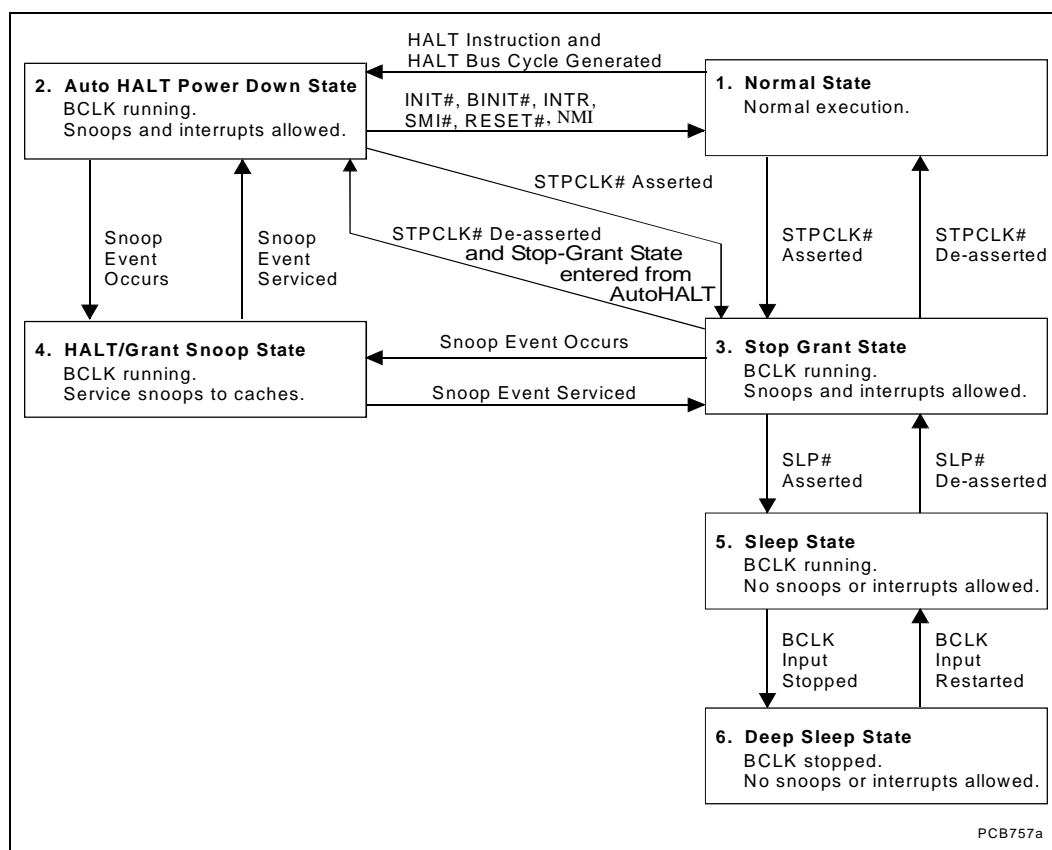 HALT Instruction and
HALT Bus Cycle Generated
2. Auto HALT Power Down State
BCLK running.
Snoops and interrupts allowed.
INIT#, BINIT#, INTR,
SMI#, RESET#, NMI
1. Normal State
Normal execution.
STPCLK# Asserted
STPCLK# De-asserted
and Stop-Grant State
entered from
AutoHALT
Snoop
Event
Occurs
Snoop
Event
Serviced
STPCLK#
Asserted
STPCLK#
De-asserted
4. HALT/Grant Snoop State
BCLK running.
Service snoops to caches.
Snoop Event Occurs
Snoop Event Serviced
3. Stop Grant State
BCLK running.
Snoops and interrupts allowed.
SLP#
Asserted
SLP#
De-asserted
5. Sleep State
BCLK running.
No snoops or interrupts allowed.
BCLK
Input
Stopped
BCLK
Input
Restarted
6. Deep Sleep State
BCLK stopped.
No snoops or interrupts allowed.
PCB757a